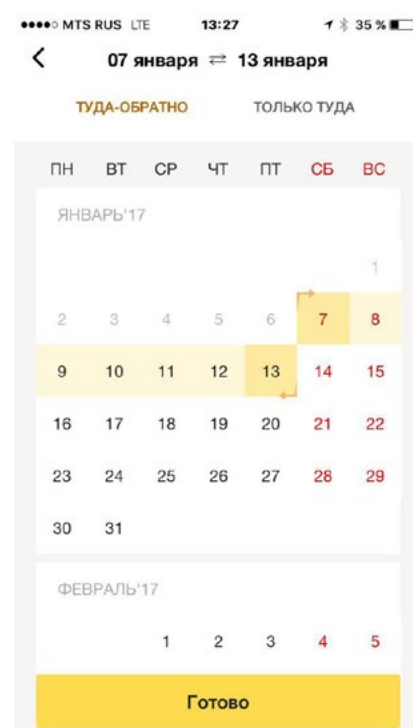 MTS RUS LTE 13:27 35 %
07 января ⇄ 13 января
ТУДА-ОБРАТНО ТОЛЬКО ТУДА
ПН ВТ СР ЧТ ПТ СБ ВС
ЯНВАРЬ'17
1
2 3 4 5 6 7 8
9 10 11 12 13 14 15
16 17 18 19 20 21 22
23 24 25 26 27 28 29
30 31
ФЕВРАЛЬ'17
1 2 3 4 5
Готово